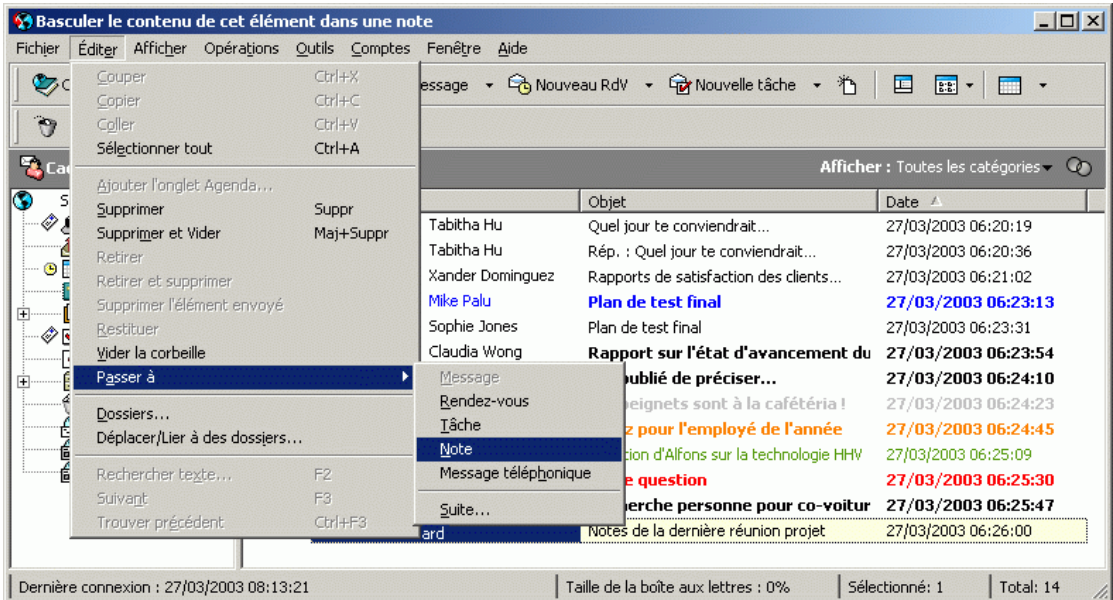 Basculer le contenu de cet élément dans une note
Fichier Éditer Afficher Opérations Outils Comptes Fenêtre Aide
Nouveau RdV Nouvelle tâche
Couper Ctrl+X
Copier Ctrl+C
Coller Ctrl+V
Sélectionner tout Ctrl+A
Ajouter l'onglet Agenda...
Supprimer Suppr
Supprimer et Vider Maj+Suppr
Retirer
Retirer et supprimer
Supprimer l'élément envoyé
Restituer
Vider la corbeille
Passer à
Dossiers...
Déplacer/Lier à des dossiers...
Rechercher texte... F2
Suivant F3
Trouver précédent Ctrl+F3
Message
Rendez-vous
Tâche
Note
Message téléphonique
Suite...
Afficher : Toutes les catégories
Objet Date
Tabitha Hu Quel jour te conviendrait... 27/03/2003 06:20:19
Tabitha Hu Rép. : Quel jour te conviendrait... 27/03/2003 06:20:36
Xander Dominguez Rapports de satisfaction des clients... 27/03/2003 06:21:02
Mike Palu Plan de test final 27/03/2003 06:23:13
Sophie Jones Plan de test final 27/03/2003 06:23:31
Claudia Wong Rapport sur l'état d'avancement du 27/03/2003 06:23:54
de préciser... 27/03/2003 06:24:10
sont à la cafétéria ! 27/03/2003 06:24:23
pour l'employé de l'année 27/03/2003 06:24:45
d'Alfons sur la technologie HHV 27/03/2003 06:25:09
question 27/03/2003 06:25:30
personne pour co-voitur 27/03/2003 06:25:47
ard Notes de la dernière réunion projet 27/03/2003 06:26:00
Dernière connexion : 27/03/2003 08:13:21 Taille de la boîte aux lettres : 0% Sélectionné: 1 Total: 14